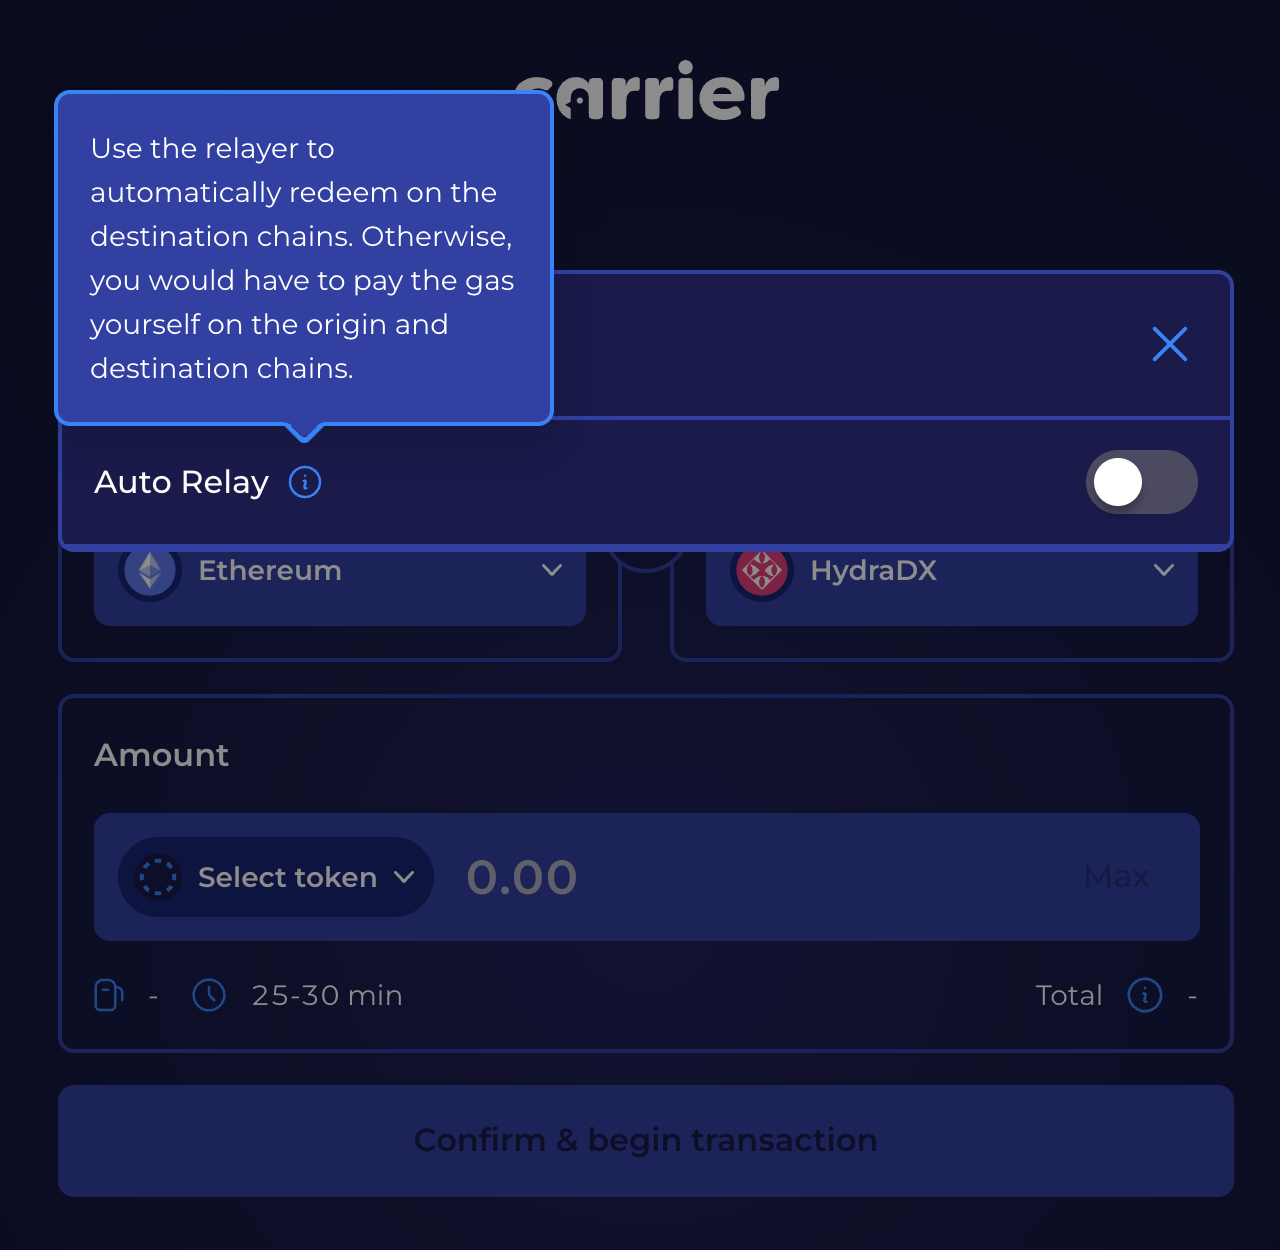 carrier
Use the relayer to
automatically redeem on the
destination chains. Otherwise,
you would have to pay the gas
yourself on the origin and
destination chains.
Auto Relay
Ethereum
HydraDX
Amount
Select token 0.00 Max
- 25-30 min Total -
Confirm & begin transaction